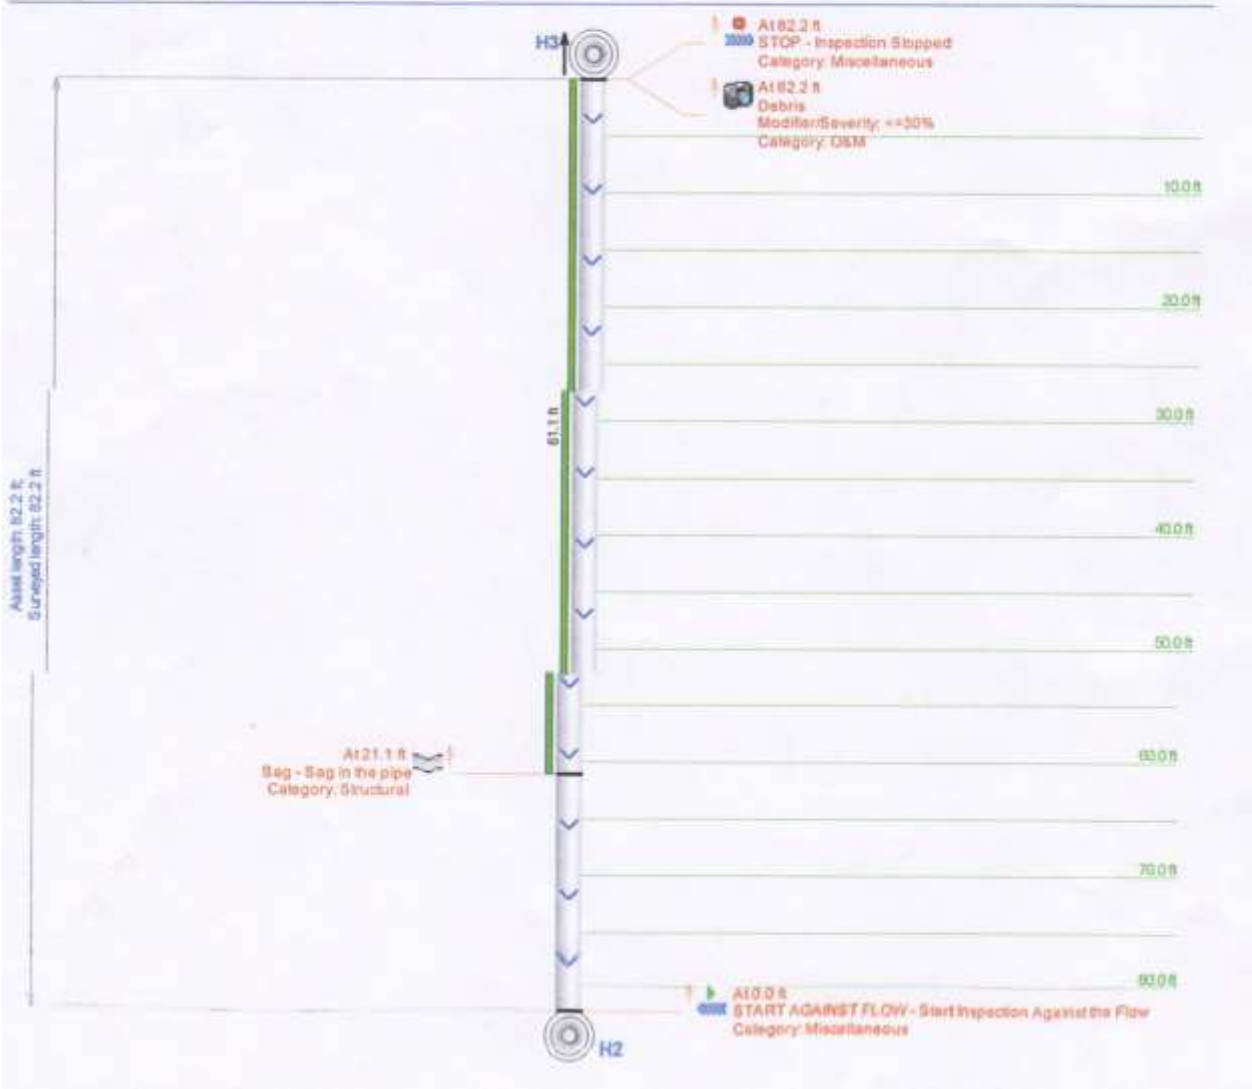 H3
At 82.2 ft
STOP - Inspection Stopped
Category: Miscellaneous
At 82.2 ft
Debris
Modifier/Severity: <=30%
Category: O&M
10.0 ft
20.0 ft
30.0 ft
61.1 ft
40.0 ft
Asset length: 82.2 ft;
Surveyed length: 82.2 ft
50.0 ft
60.0 ft
At 21.1 ft
Sag - Sag in the pipe
Category: Structural
70.0 ft
80.0 ft
At 0.0 ft
START AGAINST FLOW - Start Inspection Against the Flow
Category: Miscellaneous
H2